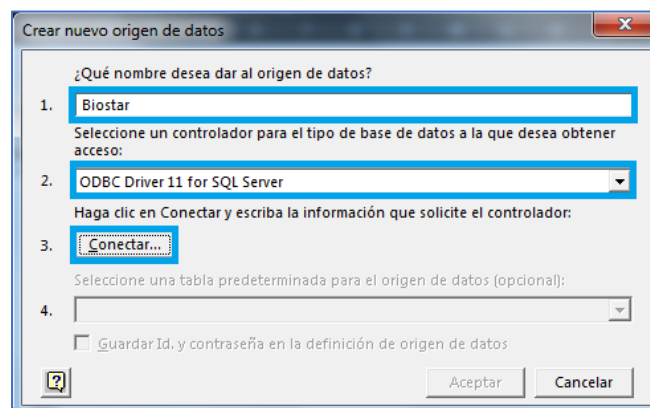 Crear nuevo origen de datos
¿Qué nombre desea dar al origen de datos?
1. Biostar
Seleccione un controlador para el tipo de base de datos a la que desea obtener
acceso:
2. ODBC Driver 11 for SQL Server
Haga clic en Conectar y escriba la información que solicite el controlador:
3. Conectar...
Seleccione una tabla predeterminada para el origen de datos (opcional):
4.
Guardar Id. y contraseña en la definición de origen de datos
Aceptar Cancelar